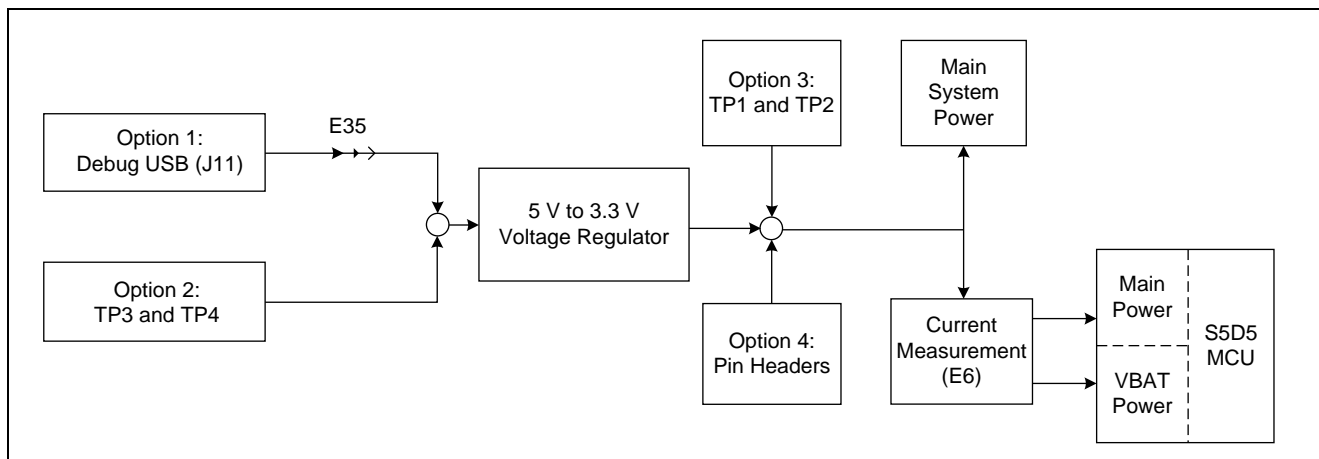 Option 1:
Debug USB (J11)
E35
Option 2:
TP3 and TP4
5 V to 3.3 V
Voltage Regulator
Option 3:
TP1 and TP2
Option 4:
Pin Headers
Main
System
Power
Current
Measurement
(E6)
Main
Power
VBAT
Power
S5D5
MCU